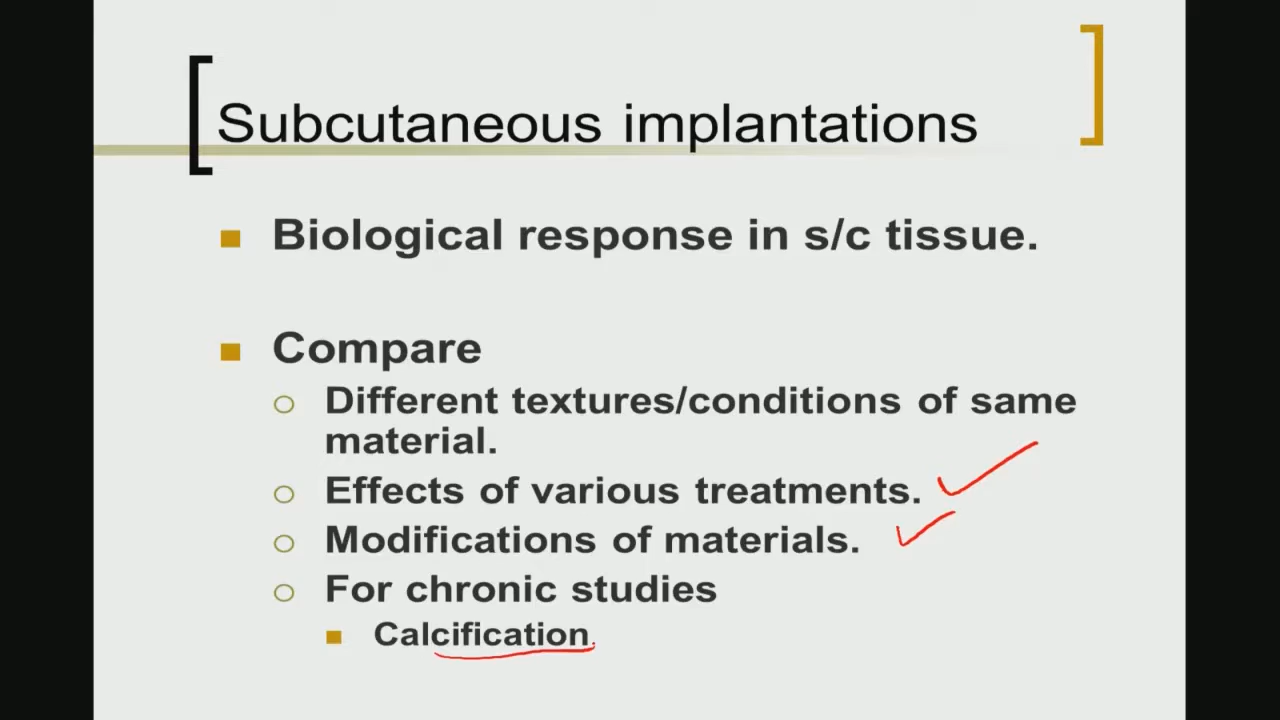 Subcutaneous implantations
Biological response in s/c tissue.
Compare
Different textures/conditions of same
material.
Effects of various treatments.
Modifications of materials.
For chronic studies
Calcification.